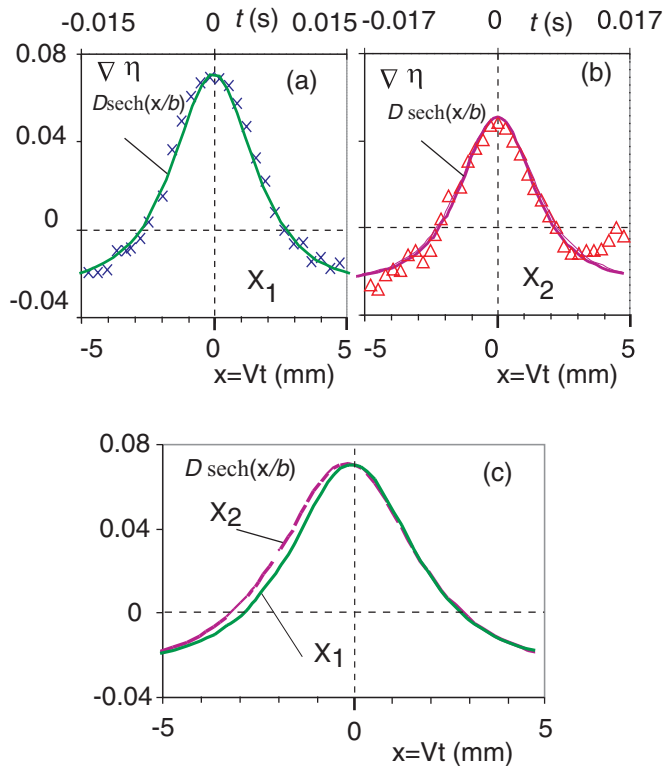 -0.015 0 t (s) 0.015
-0.017 0 t (s) 0.017
0.08
0.04
0
-0.04
∇ η
(a)
Dsech(x/b)
X1
-5 0 5
x=Vt (mm)
∇ η
(b)
D sech(x/b)
X2
-5 0 5
x=Vt (mm)
0.08
0.04
0
-0.04
D sech(x/b)
(c)
X2
X1
-5 0 5
x=Vt (mm)